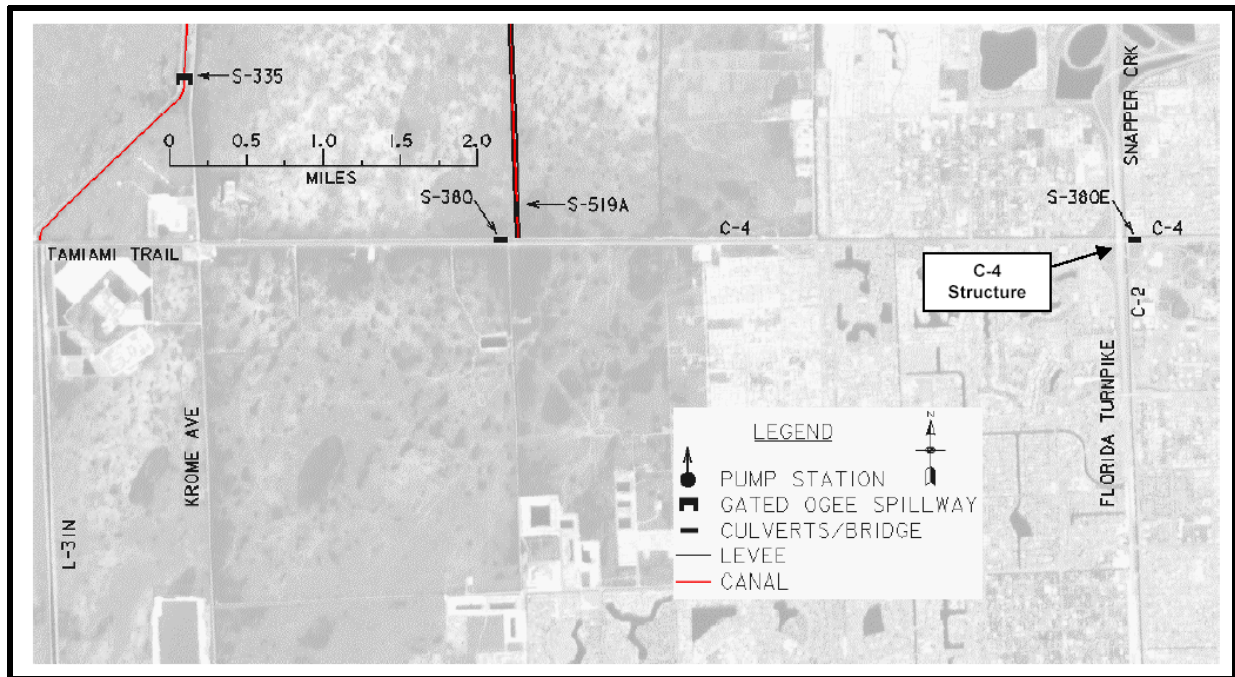 S-335
SNAPPER CRK
0 0.5 1.0 1.5 2.0
MILES
S-380
S-519A
S-380E
C-4
C-4
TAMIAMI TRAIL
C-4
Structure
C-2
KROME AVE
FLORIDA TURNPIKE
L-31N
LEGEND
N
PUMP STATION
GATED OGEE SPILLWAY
CULVERTS/BRIDGE
LEVEE
CANAL